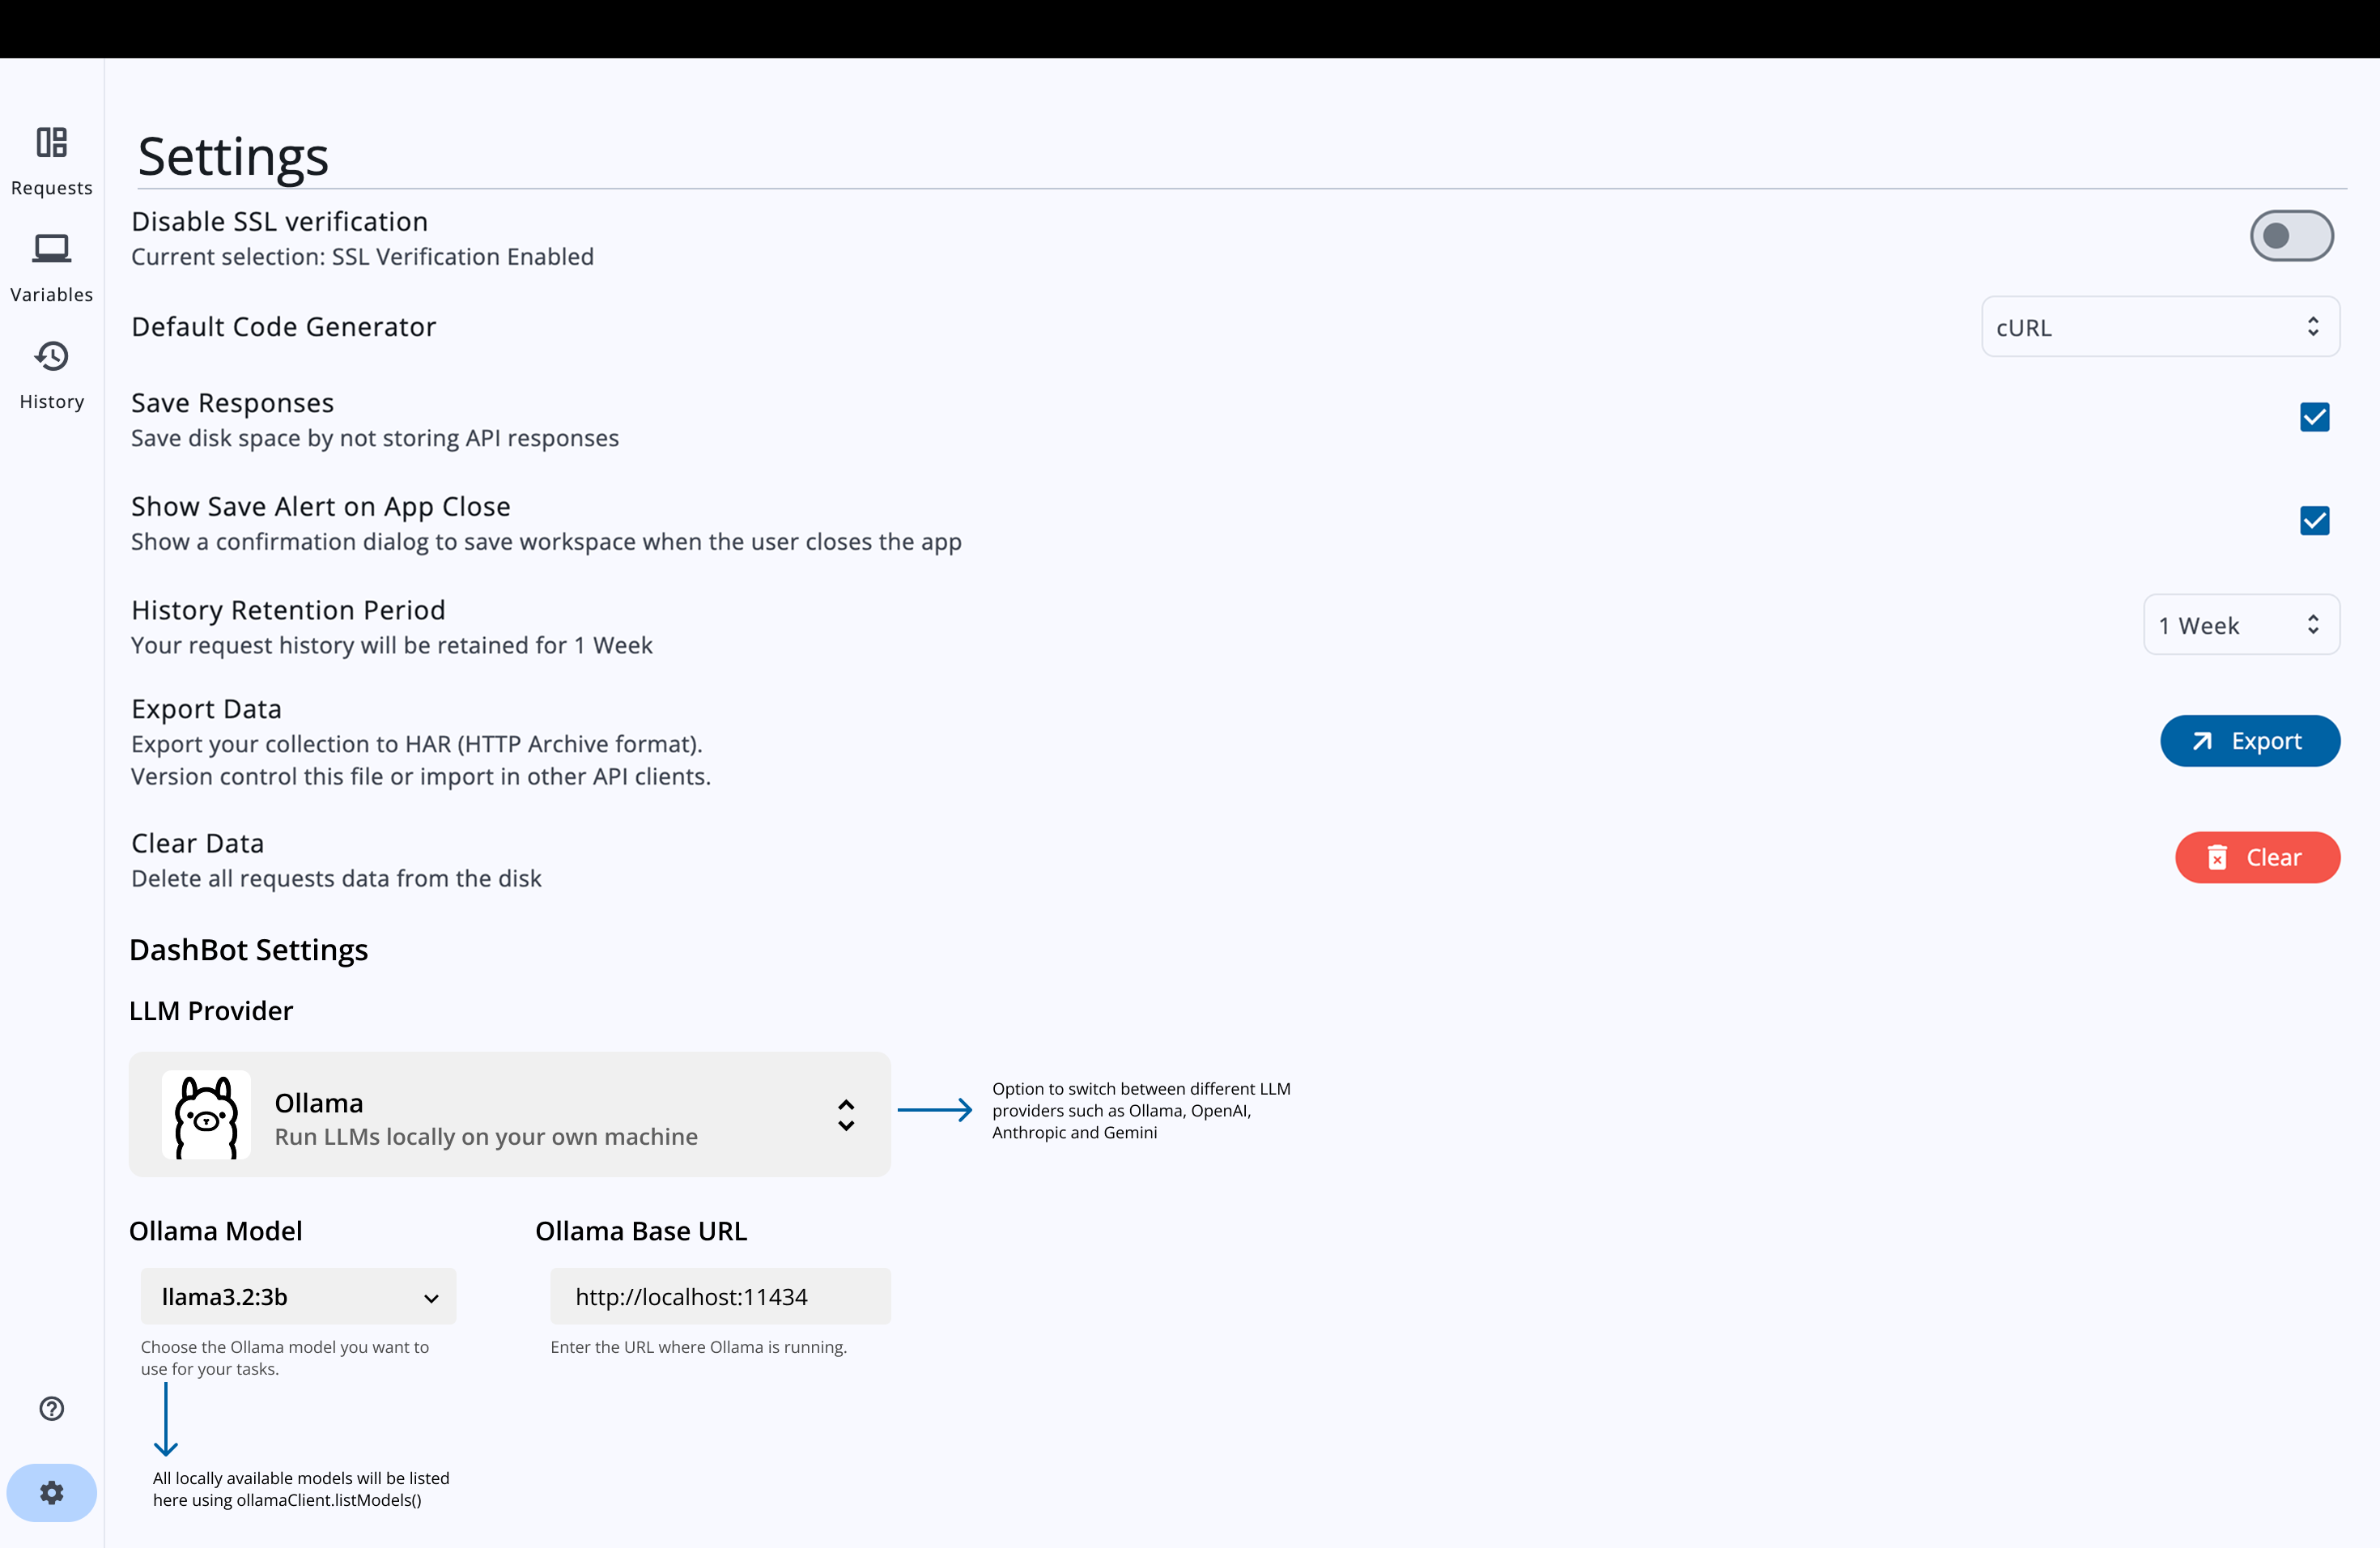 Requests
Variables
History
Settings
Disable SSL verification
Current selection: SSL Verification Enabled
Default Code Generator
cURL
Save Responses
Save disk space by not storing API responses
Show Save Alert on App Close
Show a confirmation dialog to save workspace when the user closes the app
History Retention Period
Your request history will be retained for 1 Week
1 Week
Export Data
Export your collection to HAR (HTTP Archive format).
Version control this file or import in other API clients.
Export
Clear Data
Delete all requests data from the disk
Clear
DashBot Settings
LLM Provider
Ollama
Run LLMs locally on your own machine
Option to switch between different LLM
providers such as Ollama, OpenAI,
Anthropic and Gemini
Ollama Model
Ollama Base URL
llama3.2:3b
http://localhost:11434
Choose the Ollama model you want to
use for your tasks.
Enter the URL where Ollama is running.
All locally available models will be listed
here using ollamaClient.listModels()